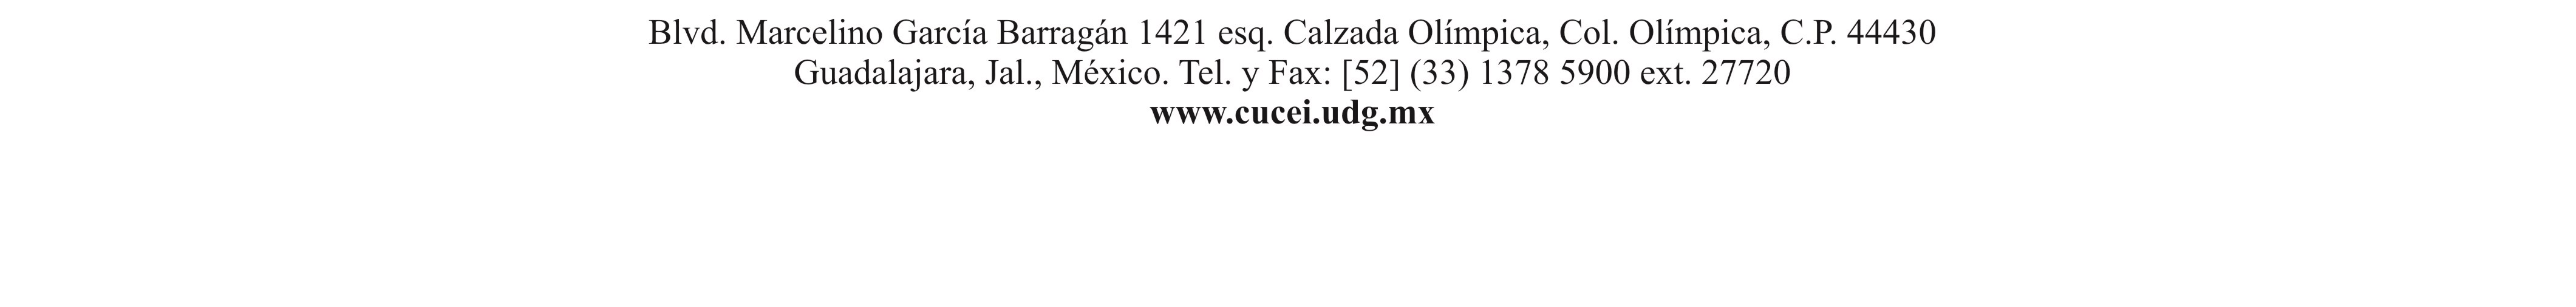 Blvd. Marcelino García Barragán 1421 esq. Calzada Olímpica, Col. Olímpica, C.P. 44430
Guadalajara, Jal., México. Tel. y Fax: [52] (33) 1378 5900 ext. 27720
www.cucei.udg.mx